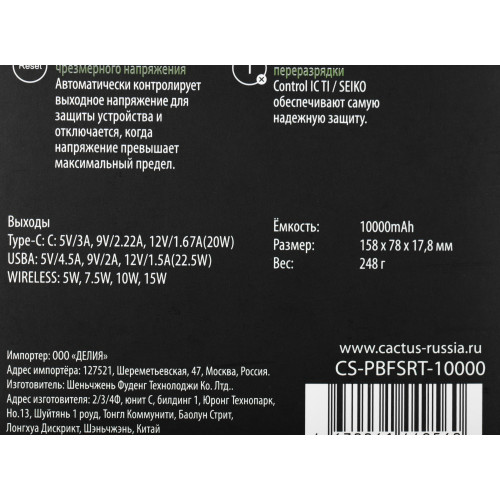 Reset
чрезмерного напряжения
Автоматически контролирует
выходное напряжение для
защиты устройства и
отключается, когда
напряжение превышает
максимальный предел.
переразрядки
Control IC TI / SEIKO
обеспечивают самую
надежную защиту.
Выходы
Type-C: C: 5V/3A, 9V/2.22A, 12V/1.67A(20W)
USBA: 5V/4.5A, 9V/2A, 12V/1.5A(22.5W)
WIRELESS: 5W, 7.5W, 10W, 15W
Ёмкость: 10000mAh
Размер: 158 x 78 x 17,8 мм
Вес: 248 г
Импортер: ООО «ДЕЛИЯ»
Адрес импортёра: 127521, Шереметьевская, 47, Москва, Россия.
Изготовитель: Шеньчжень Фуденг Технолоджи Ко. Лтд..
Адрес изготовителя: 2/3/4Ф, юнит С, билдинг 1, Юронг Технопарк,
Но.13, Шуйтянь 1 роуд, Тонгл Коммунити, Баолун Стрит,
Лонгхуа Дискрикт, Шэньчжэнь, Китай
www.cactus-russia.ru
CS-PBFSRT-10000